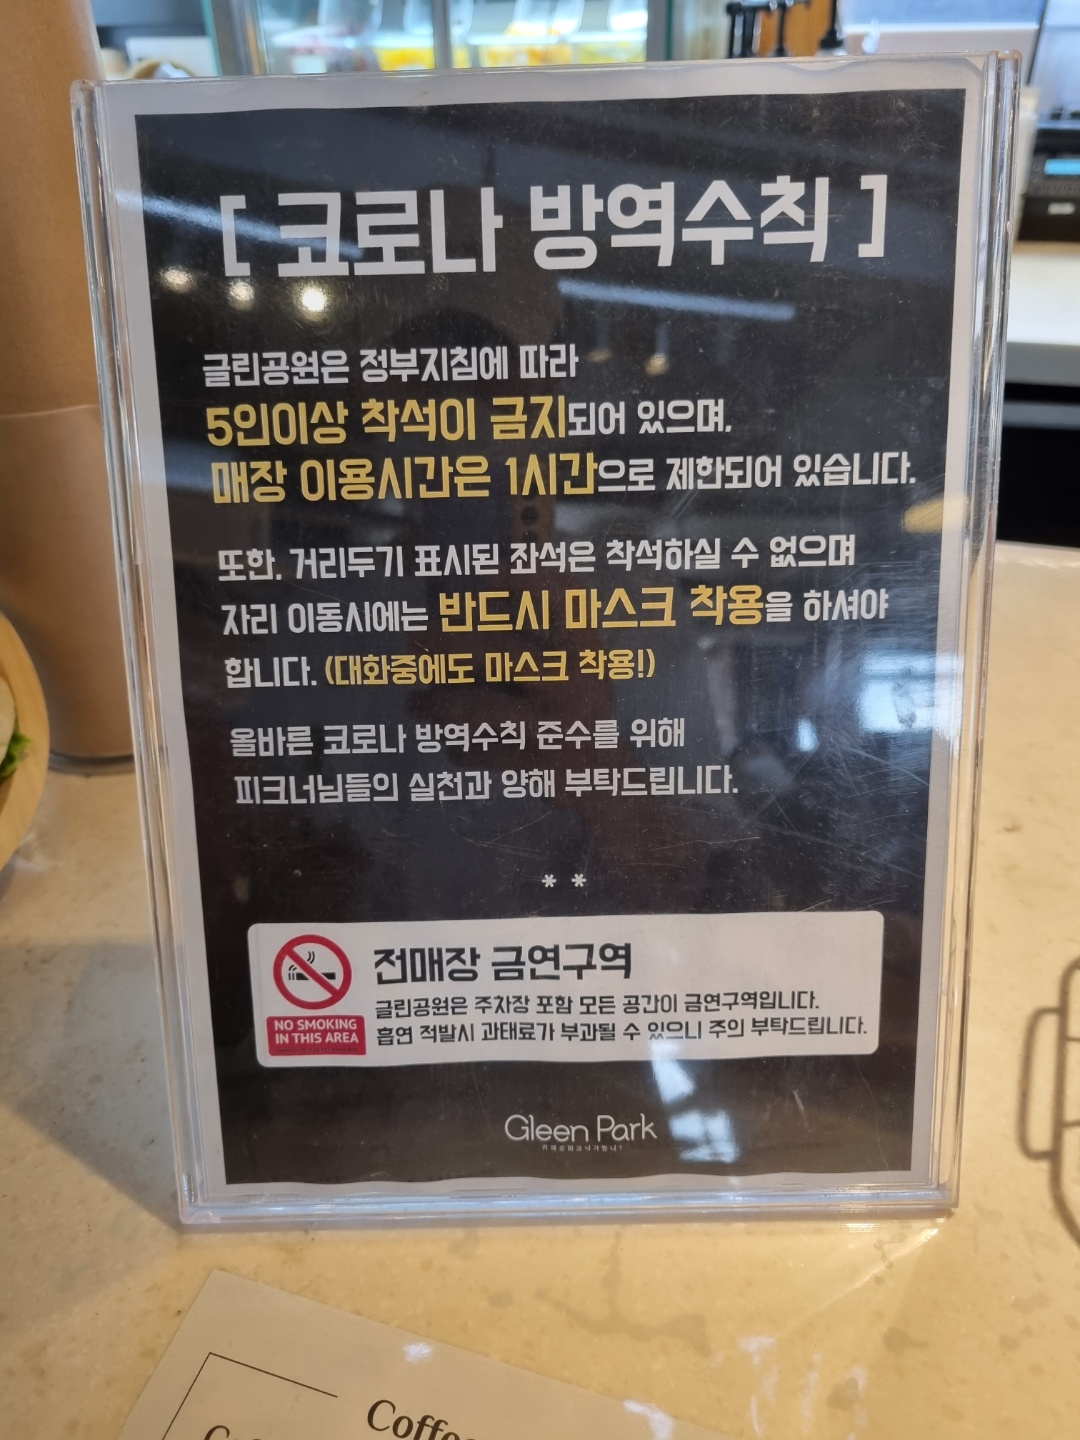 [ 코로나 방역수칙 ]
글린공원은 정부지침에 따라
5인이상 착석이 금지되어 있으며,
매장 이용시간은 1시간으로 제한되어 있습니다.
또한, 거리두기 표시된 좌석은 착석하실 수 없으며
자리 이동시에는 반드시 마스크 착용을 하셔야
합니다. (대화중에도 마스크 착용!)
올바른 코로나 방역수칙 준수를 위해
피크너님들의 실천과 양해 부탁드립니다.
* *
전매장 금연구역
글린공원은 주차장 포함 모든 공간이 금연구역입니다.
흡연 적발시 과태료가 부과될 수 있으니 주의 부탁드립니다.
NO SMOKING
IN THIS AREA
Gleen Park